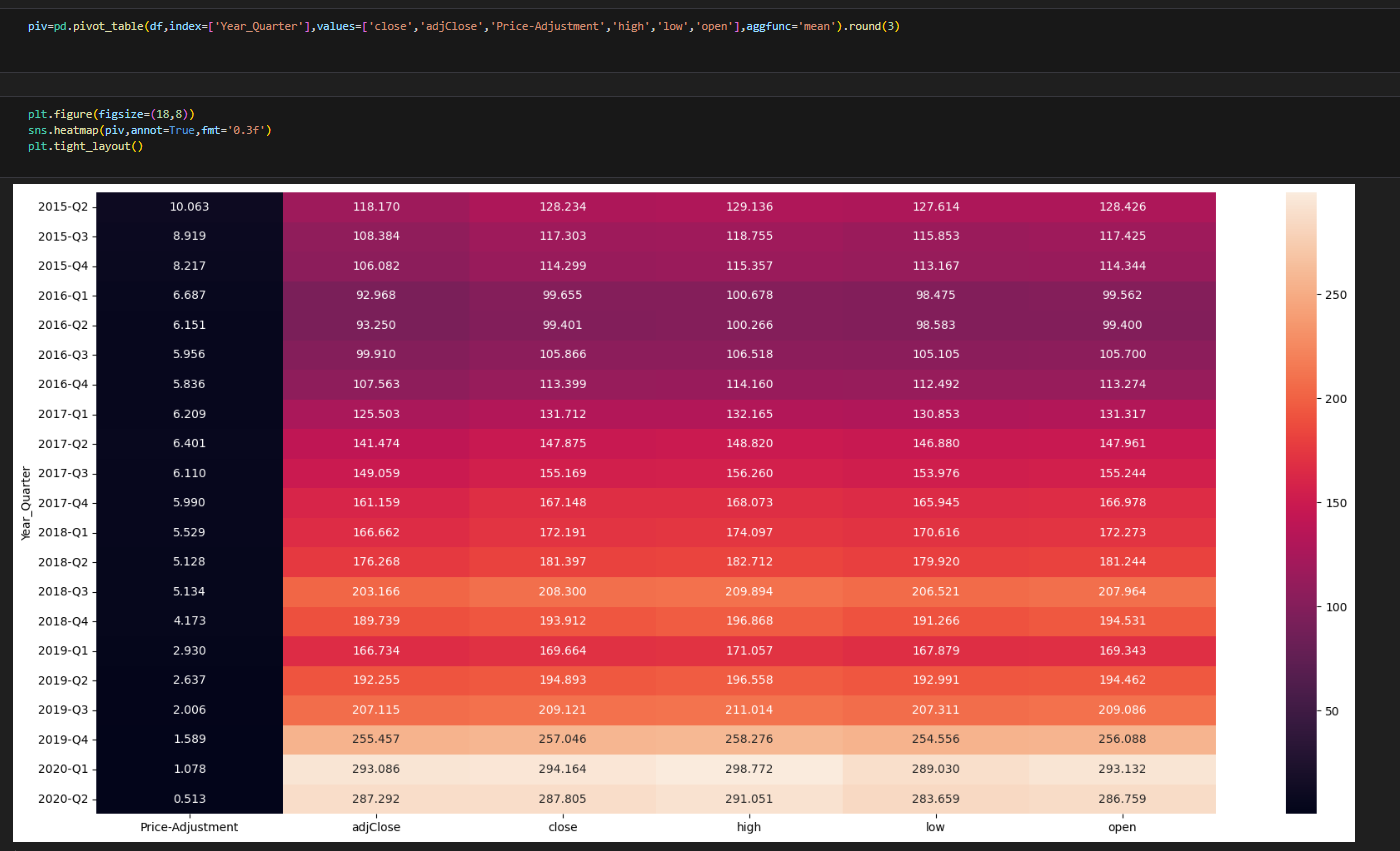 piv=pd.pivot_table(df,index=['Year_Quarter'],values=['close','adjClose','Price-Adjustment','high','low','open'],aggfunc='mean').round(3)
plt.figure(figsize=(18,8))
sns.heatmap(piv,annot=True,fmt='0.3f')
plt.tight_layout()
2015-Q2 10.063 118.170 128.234 129.136 127.614 128.426
2015-Q3 8.919 108.384 117.303 118.755 115.853 117.425
2015-Q4 8.217 106.082 114.299 115.357 113.167 114.344
2016-Q1 6.687 92.968 99.655 100.678 98.475 99.562
250
2016-Q2 6.151 93.250 99.401 100.266 98.583 99.400
2016-Q3 5.956 99.910 105.866 106.518 105.105 105.700
2016-Q4 5.836 107.563 113.399 114.160 112.492 113.274
200
2017-Q1 6.209 125.503 131.712 132.165 130.853 131.317
2017-Q2 6.401 141.474 147.875 148.820 146.880 147.961
2017-Q3 6.110 149.059 155.169 156.260 153.976 155.244
Year_Quarter
2017-Q4 5.990 161.159 167.148 168.073 165.945 166.978
150
2018-Q1 5.529 166.662 172.191 174.097 170.616 172.273
2018-Q2 5.128 176.268 181.397 182.712 179.920 181.244
2018-Q3 5.134 203.166 208.300 209.894 206.521 207.964
100
2018-Q4 4.173 189.739 193.912 196.868 191.266 194.531
2019-Q1 2.930 166.734 169.664 171.057 167.879 169.343
2019-Q2 2.637 192.255 194.893 196.558 192.991 194.462
2019-Q3 2.006 207.115 209.121 211.014 207.311 209.086
50
2019-Q4 1.589 255.457 257.046 258.276 254.556 256.088
2020-Q1 1.078 293.086 294.164 298.772 289.030 293.132
2020-Q2 0.513 287.292 287.805 291.051 283.659 286.759
Price-Adjustment adjClose close high low open